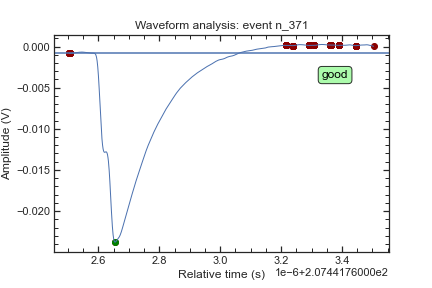 Waveform analysis: event n_371
0.000
−0.005
−0.010
−0.015
−0.020
Amplitude (V)
good
2.6
2.8
3.0
3.2
3.4
Relative time (s)
1e−6+2.0744176000e2